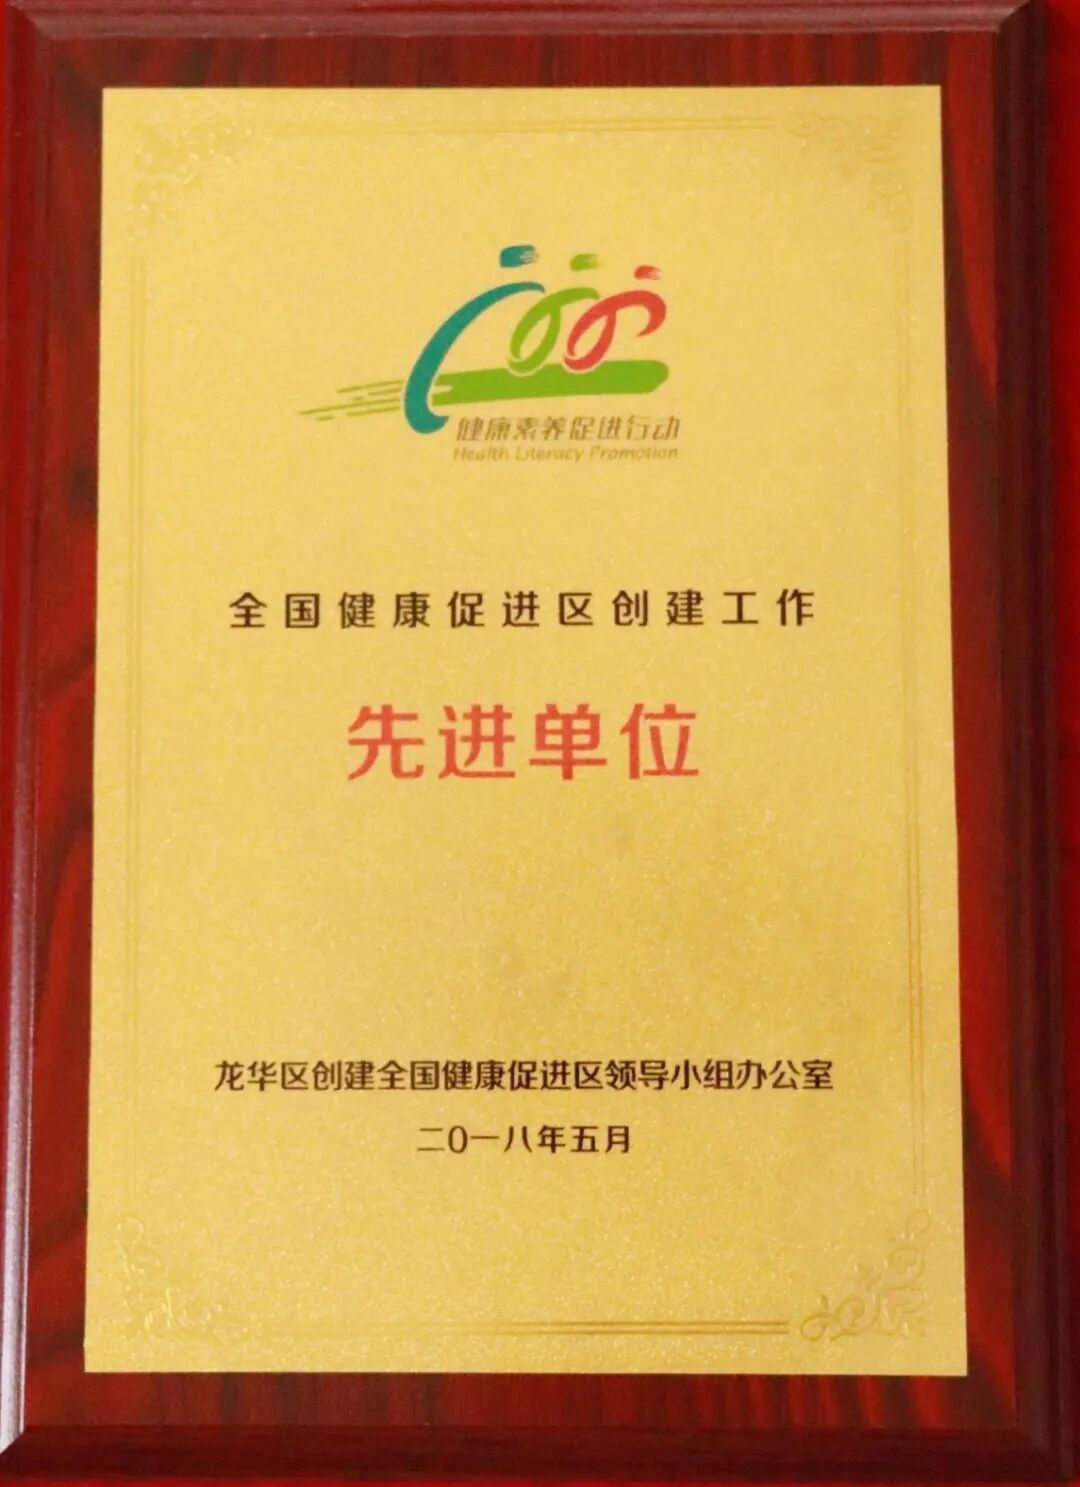 健康素养促进行动
Health Literacy Promotion
全国健康促进区创建工作
先进单位
龙华区创建全国健康促进区领导小组办公室
二〇一八年五月